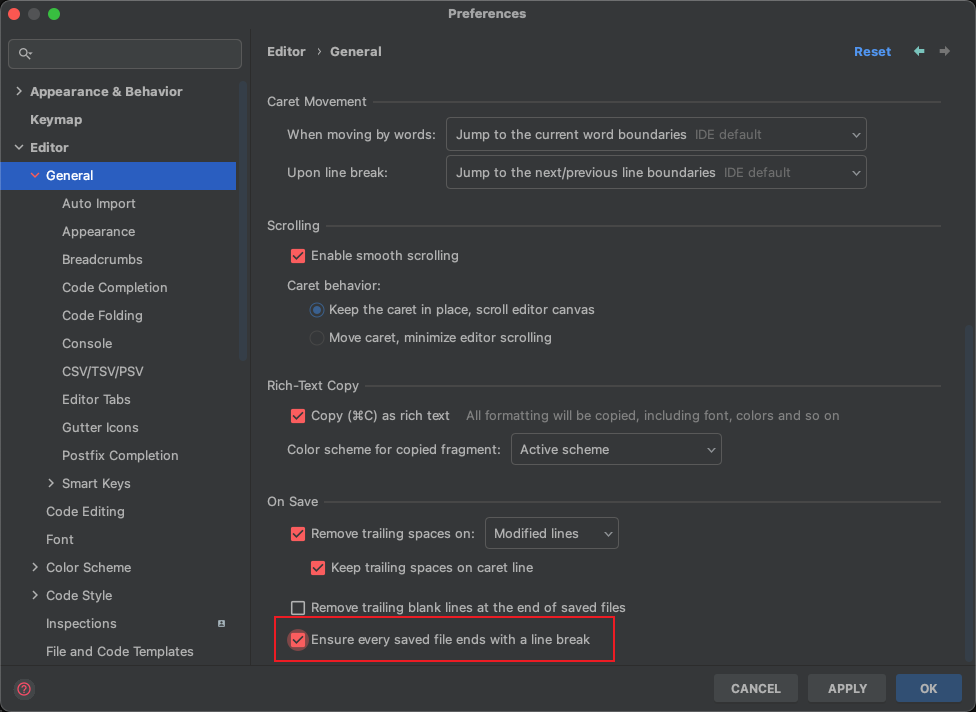 Preferences
Appearance & Behavior
Keymap
Editor
General
Auto Import
Appearance
Breadcrumbs
Code Completion
Code Folding
Console
CSV/TSV/PSV
Editor Tabs
Gutter Icons
Postfix Completion
Smart Keys
Code Editing
Font
Color Scheme
Code Style
Inspections
File and Code Templates
Editor › General
Reset
Caret Movement
When moving by words: Jump to the current word boundaries IDE default
Upon line break: Jump to the next/previous line boundaries IDE default
Scrolling
Enable smooth scrolling
Caret behavior:
Keep the caret in place, scroll editor canvas
Move caret, minimize editor scrolling
Rich-Text Copy
Copy (⌘C) as rich text All formatting will be copied, including font, colors and so on
Color scheme for copied fragment: Active scheme
On Save
Remove trailing spaces on: Modified lines
Keep trailing spaces on caret line
Remove trailing blank lines at the end of saved files
Ensure every saved file ends with a line break
?
CANCEL APPLY OK